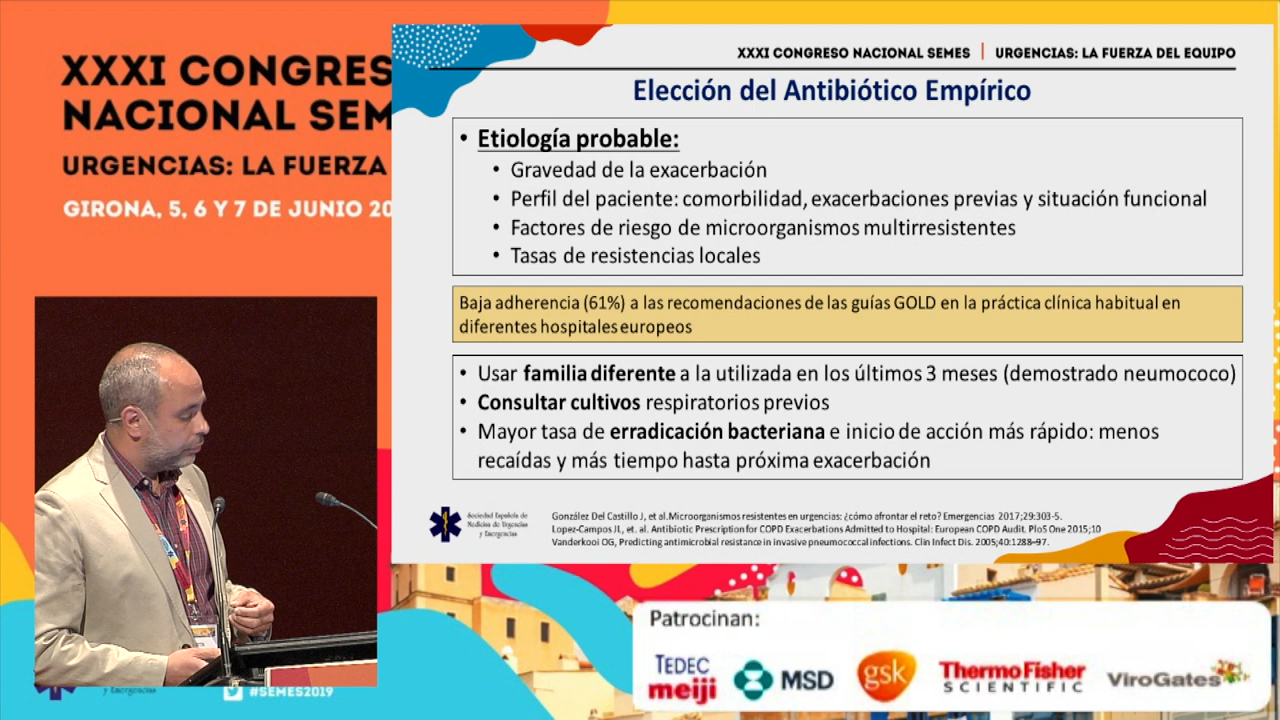 XXXI CONGRES
NACIONAL SEM
URGENCIAS: LA FUERZA
GIRONA, 5, 6 Y 7 DE JUNIO 20
XXXI CONGRESO NACIONAL SEMES | URGENCIAS: LA FUERZA DEL EQUIPO
Elección del Antibiótico Empírico
• Etiología probable:
• Gravedad de la exacerbación
• Perfil del paciente: comorbilidad, exacerbaciones previas y situación funcional
• Factores de riesgo de microorganismos multirresistentes
• Tasas de resistencias locales
Baja adherencia (61%) a las recomendaciones de las guías GOLD en la práctica clínica habitual en
diferentes hospitales europeos
• Usar familia diferente a la utilizada en los últimos 3 meses (demostrado neumococo)
• Consultar cultivos respiratorios previos
• Mayor tasa de erradicación bacteriana e inicio de acción más rápido: menos
recaídas y más tiempo hasta próxima exacerbación
Sociedad Española de
Medicina de Urgencias
y Emergencias
González Del Castillo J, et al.Microorganismos resistentes en urgencias: ¿cómo afrontar el reto? Emergencias 2017;29:303-5.
Lopez-Campos JL, et. al. Antibiotic Prescription for COPD Exacerbations Admitted to Hospital: European COPD Audit. PloS One 2015;10
Vanderkooi OG, Predicting antimicrobial resistance in invasive pneumococcal infections. Clin Infect Dis. 2005;40:1288–97.
y Emergencias
#SEMES2019
Patrocinan:
TEDEC
meiji
MSD
gsk
ThermoFisher
SCIENTIFIC
ViroGates